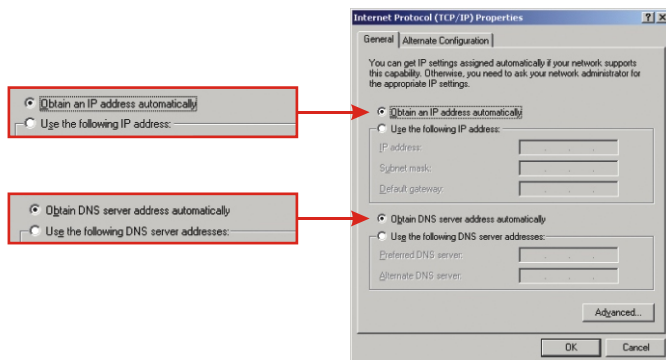 Obtain an IP address automatically
Use the following IP address:
Obtain DNS server address automatically
Use the following DNS server addresses:
Internet Protocol (TCP/IP) Properties
General
Alternate Configuration
You can get IP settings assigned automatically if your network supports
this capability. Otherwise, you need to ask your network administrator for
the appropriate IP settings.
Obtain an IP address automatically
Use the following IP address:
IP address:
Subnet mask:
Default gateway:
Obtain DNS server address automatically
Use the following DNS server addresses:
Preferred DNS server:
Alternate DNS server:
Advanced...
OK
Cancel